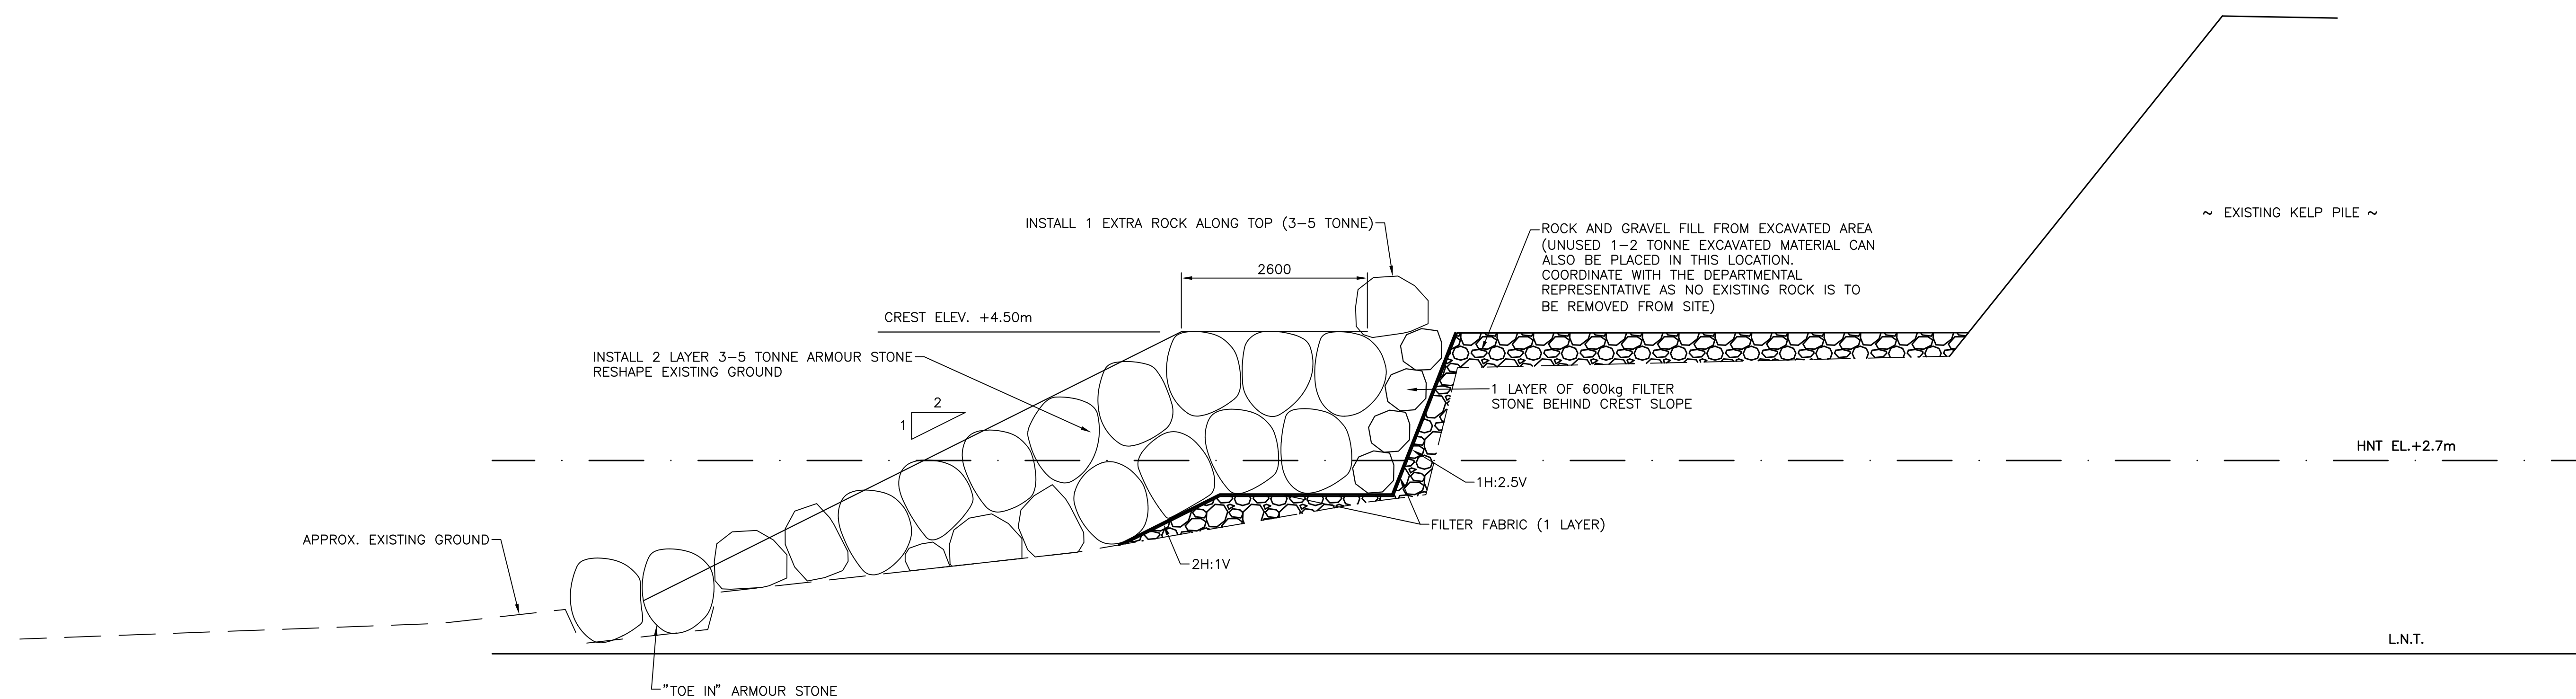 ~ EXISTING KELP PILE ~
INSTALL 1 EXTRA ROCK ALONG TOP (3-5 TONNE)
ROCK AND GRAVEL FILL FROM EXCAVATED AREA
(UNUSED 1-2 TONNE EXCAVATED MATERIAL CAN
ALSO BE PLACED IN THIS LOCATION.
COORDINATE WITH THE DEPARTMENTAL
REPRESENTATIVE AS NO EXISTING ROCK IS TO
BE REMOVED FROM SITE)
2600
CREST ELEV. +4.50m
INSTALL 2 LAYER 3-5 TONNE ARMOUR STONE
RESHAPE EXISTING GROUND
1 LAYER OF 600kg FILTER
STONE BEHIND CREST SLOPE
2
1
HNT EL.+2.7m
1H:2.5V
FILTER FABRIC (1 LAYER)
APPROX. EXISTING GROUND
2H:1V
L.N.T.
"TOE IN" ARMOUR STONE